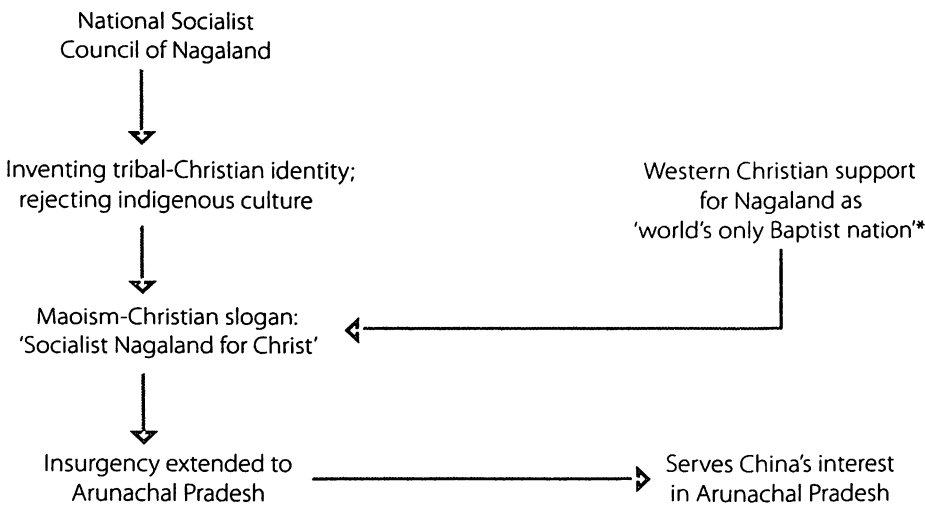 National Socialist
Council of Nagaland
Inventing tribal-Christian identity;
rejecting indigenous culture
Western Christian support
for Nagaland as
'world's only Baptist nation'*
Maoism-Christian slogan:
'Socialist Nagaland for Christ'
Insurgency extended to
Arunachal Pradesh
Serves China's interest
in Arunachal Pradesh